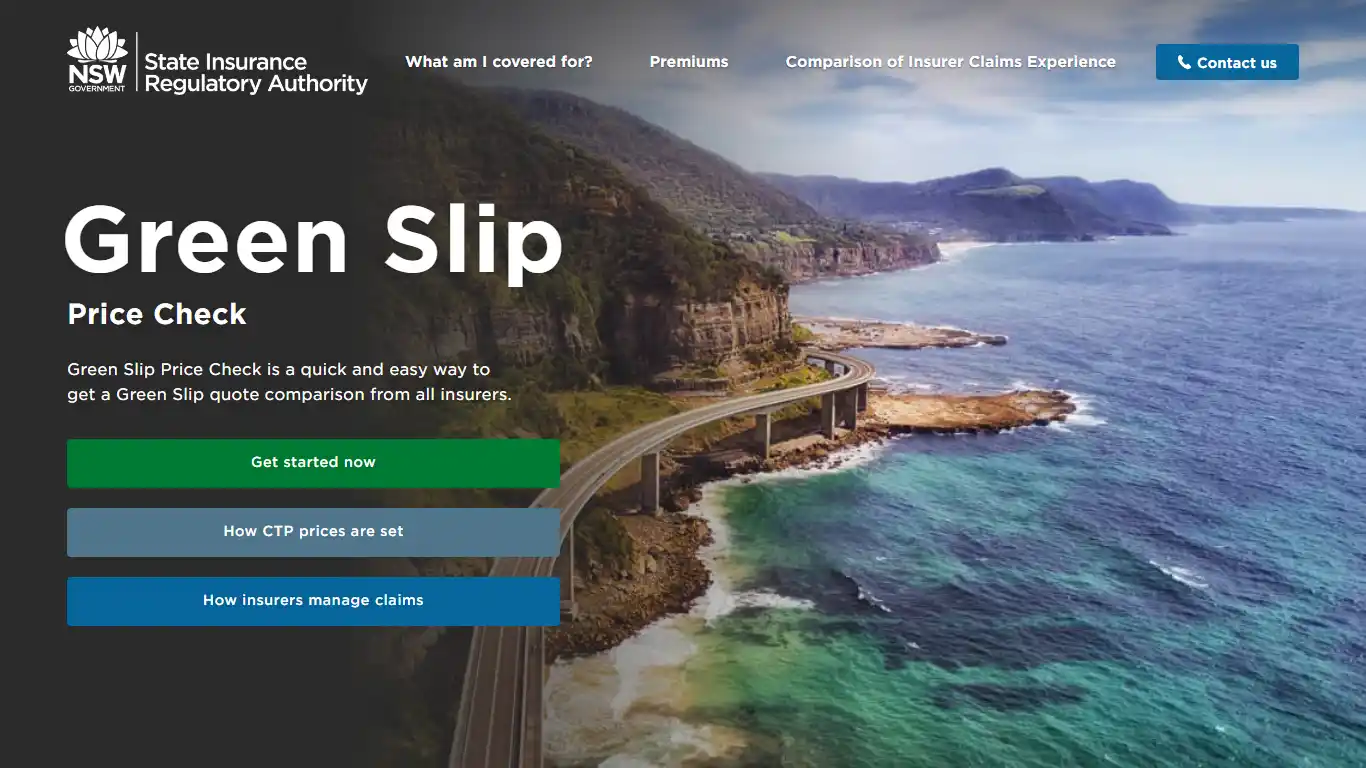 NSW
GOVERNMENT
State Insurance
Regulatory Authority
What am I covered for?
Premiums
Comparison of Insurer Claims Experience
Contact us
Green Slip
Price Check
Green Slip Price Check is a quick and easy way to
get a Green Slip quote comparison from all insurers.
Get started now
How CTP prices are set
How insurers manage claims